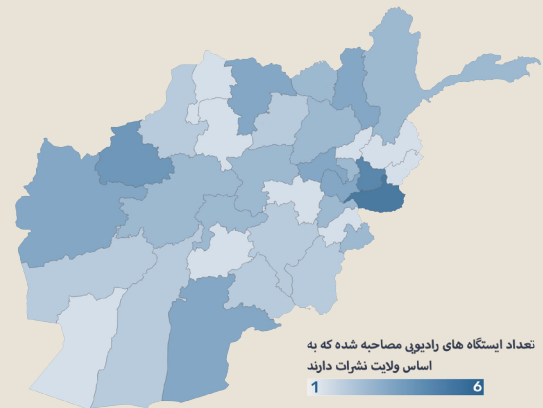 تعداد ایستگاه های رادیویی مصاحبه شده که به
اساس ولایت نشرات دارند
1 6